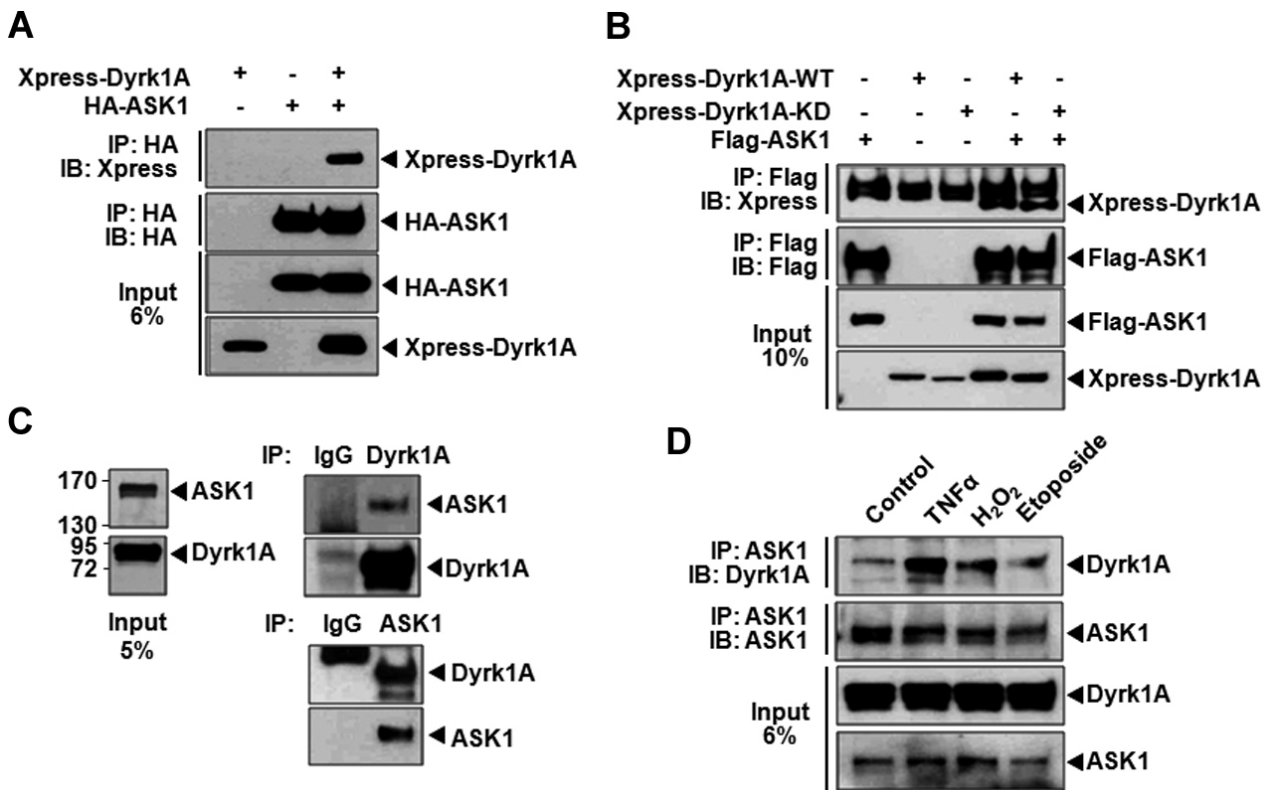 A
Xpress-Dyrk1A + - +
HA-ASK1 - + +
IP: HA
IB: Xpress
Xpress-Dyrk1A
IP: HA
IB: HA
HA-ASK1
Input
6%
HA-ASK1
Xpress-Dyrk1A
B
Xpress-Dyrk1A-WT - + - + -
Xpress-Dyrk1A-KD - - + - +
Flag-ASK1 + - - + +
IP: Flag
IB: Xpress
Xpress-Dyrk1A
IP: Flag
IB: Flag
Flag-ASK1
Input
10%
Flag-ASK1
Xpress-Dyrk1A
C
170
130
95
72
ASK1
Dyrk1A
Input
5%
IP: IgG Dyrk1A
ASK1
Dyrk1A
IP: IgG ASK1
Dyrk1A
ASK1
D
Control TNFα H₂O₂ Etoposide
IP: ASK1
IB: Dyrk1A
Dyrk1A
IP: ASK1
IB: ASK1
ASK1
Input
6%
Dyrk1A
ASK1